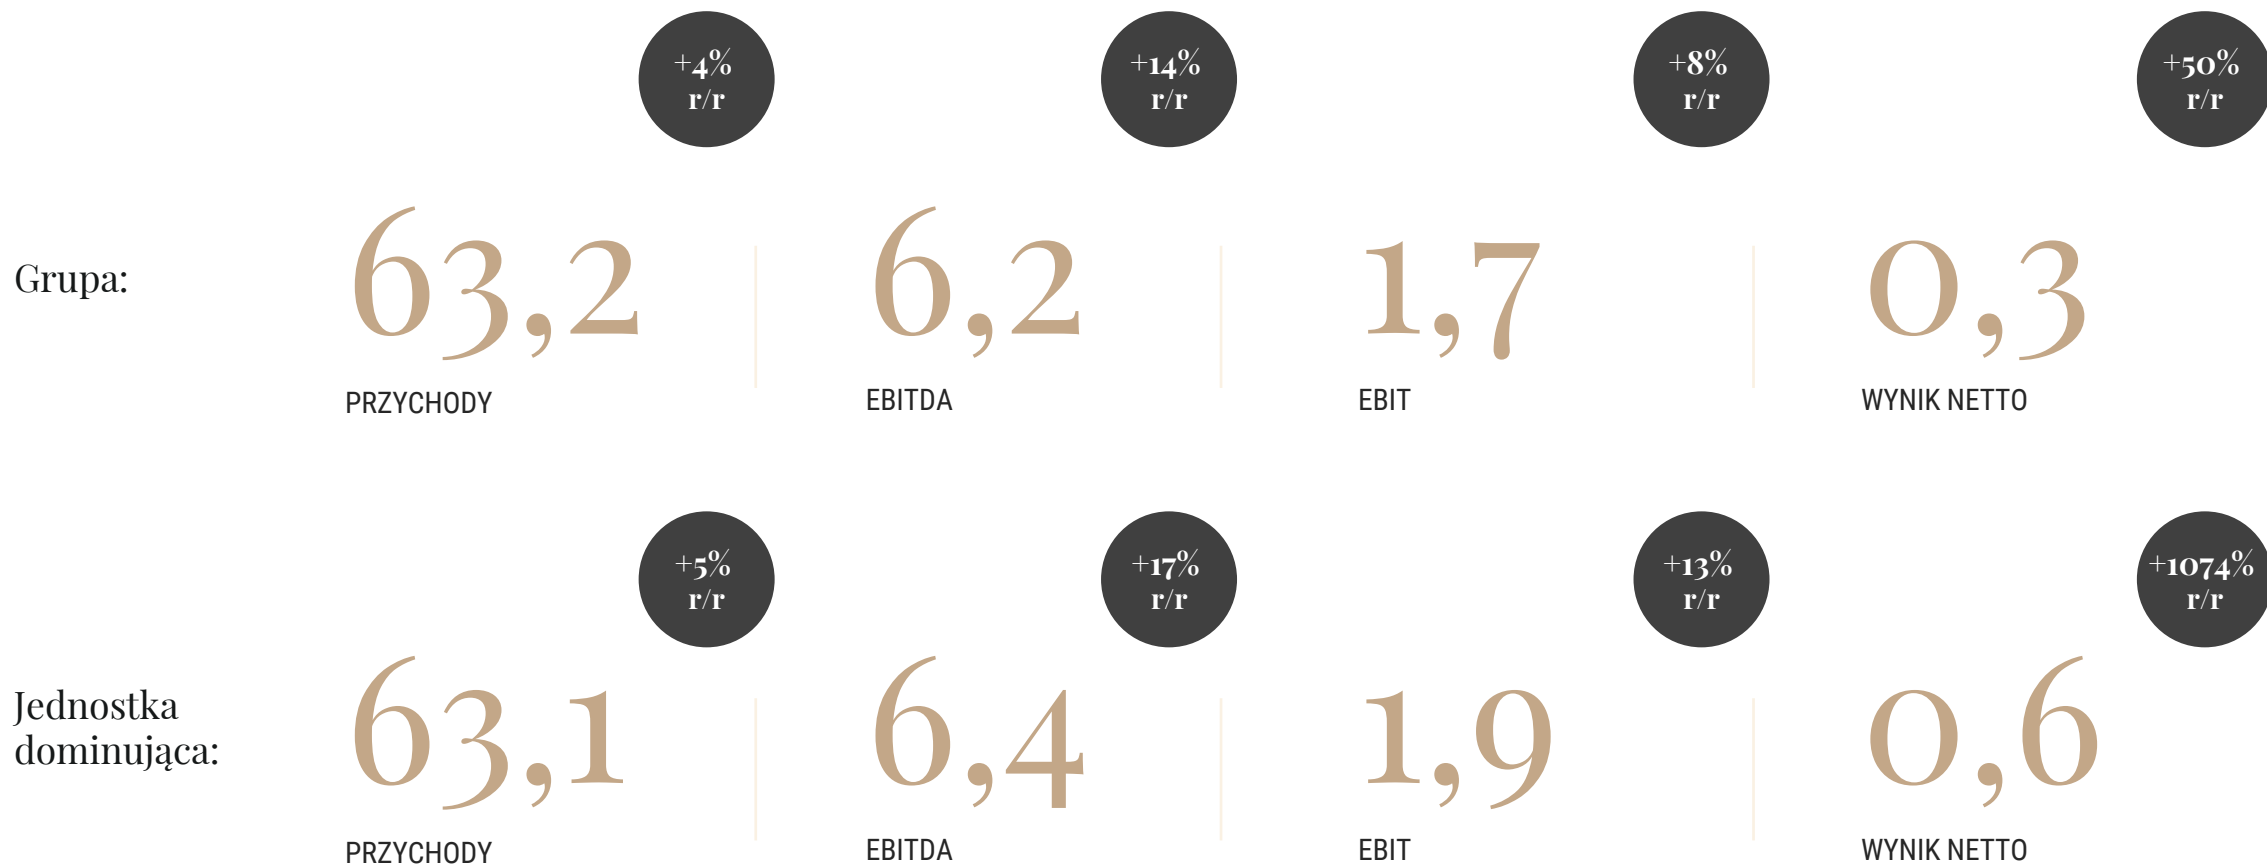 +4%
r/r
+14%
r/r
+8%
r/r
+50%
r/r
Grupa:
63,2
6,2
1,7
0,3
PRZYCHODY
EBITDA
EBIT
WYNIK NETTO
+5%
r/r
+17%
r/r
+13%
r/r
+1074%
r/r
Jednostka
dominująca:
63,1
6,4
1,9
0,6
PRZYCHODY
EBITDA
EBIT
WYNIK NETTO